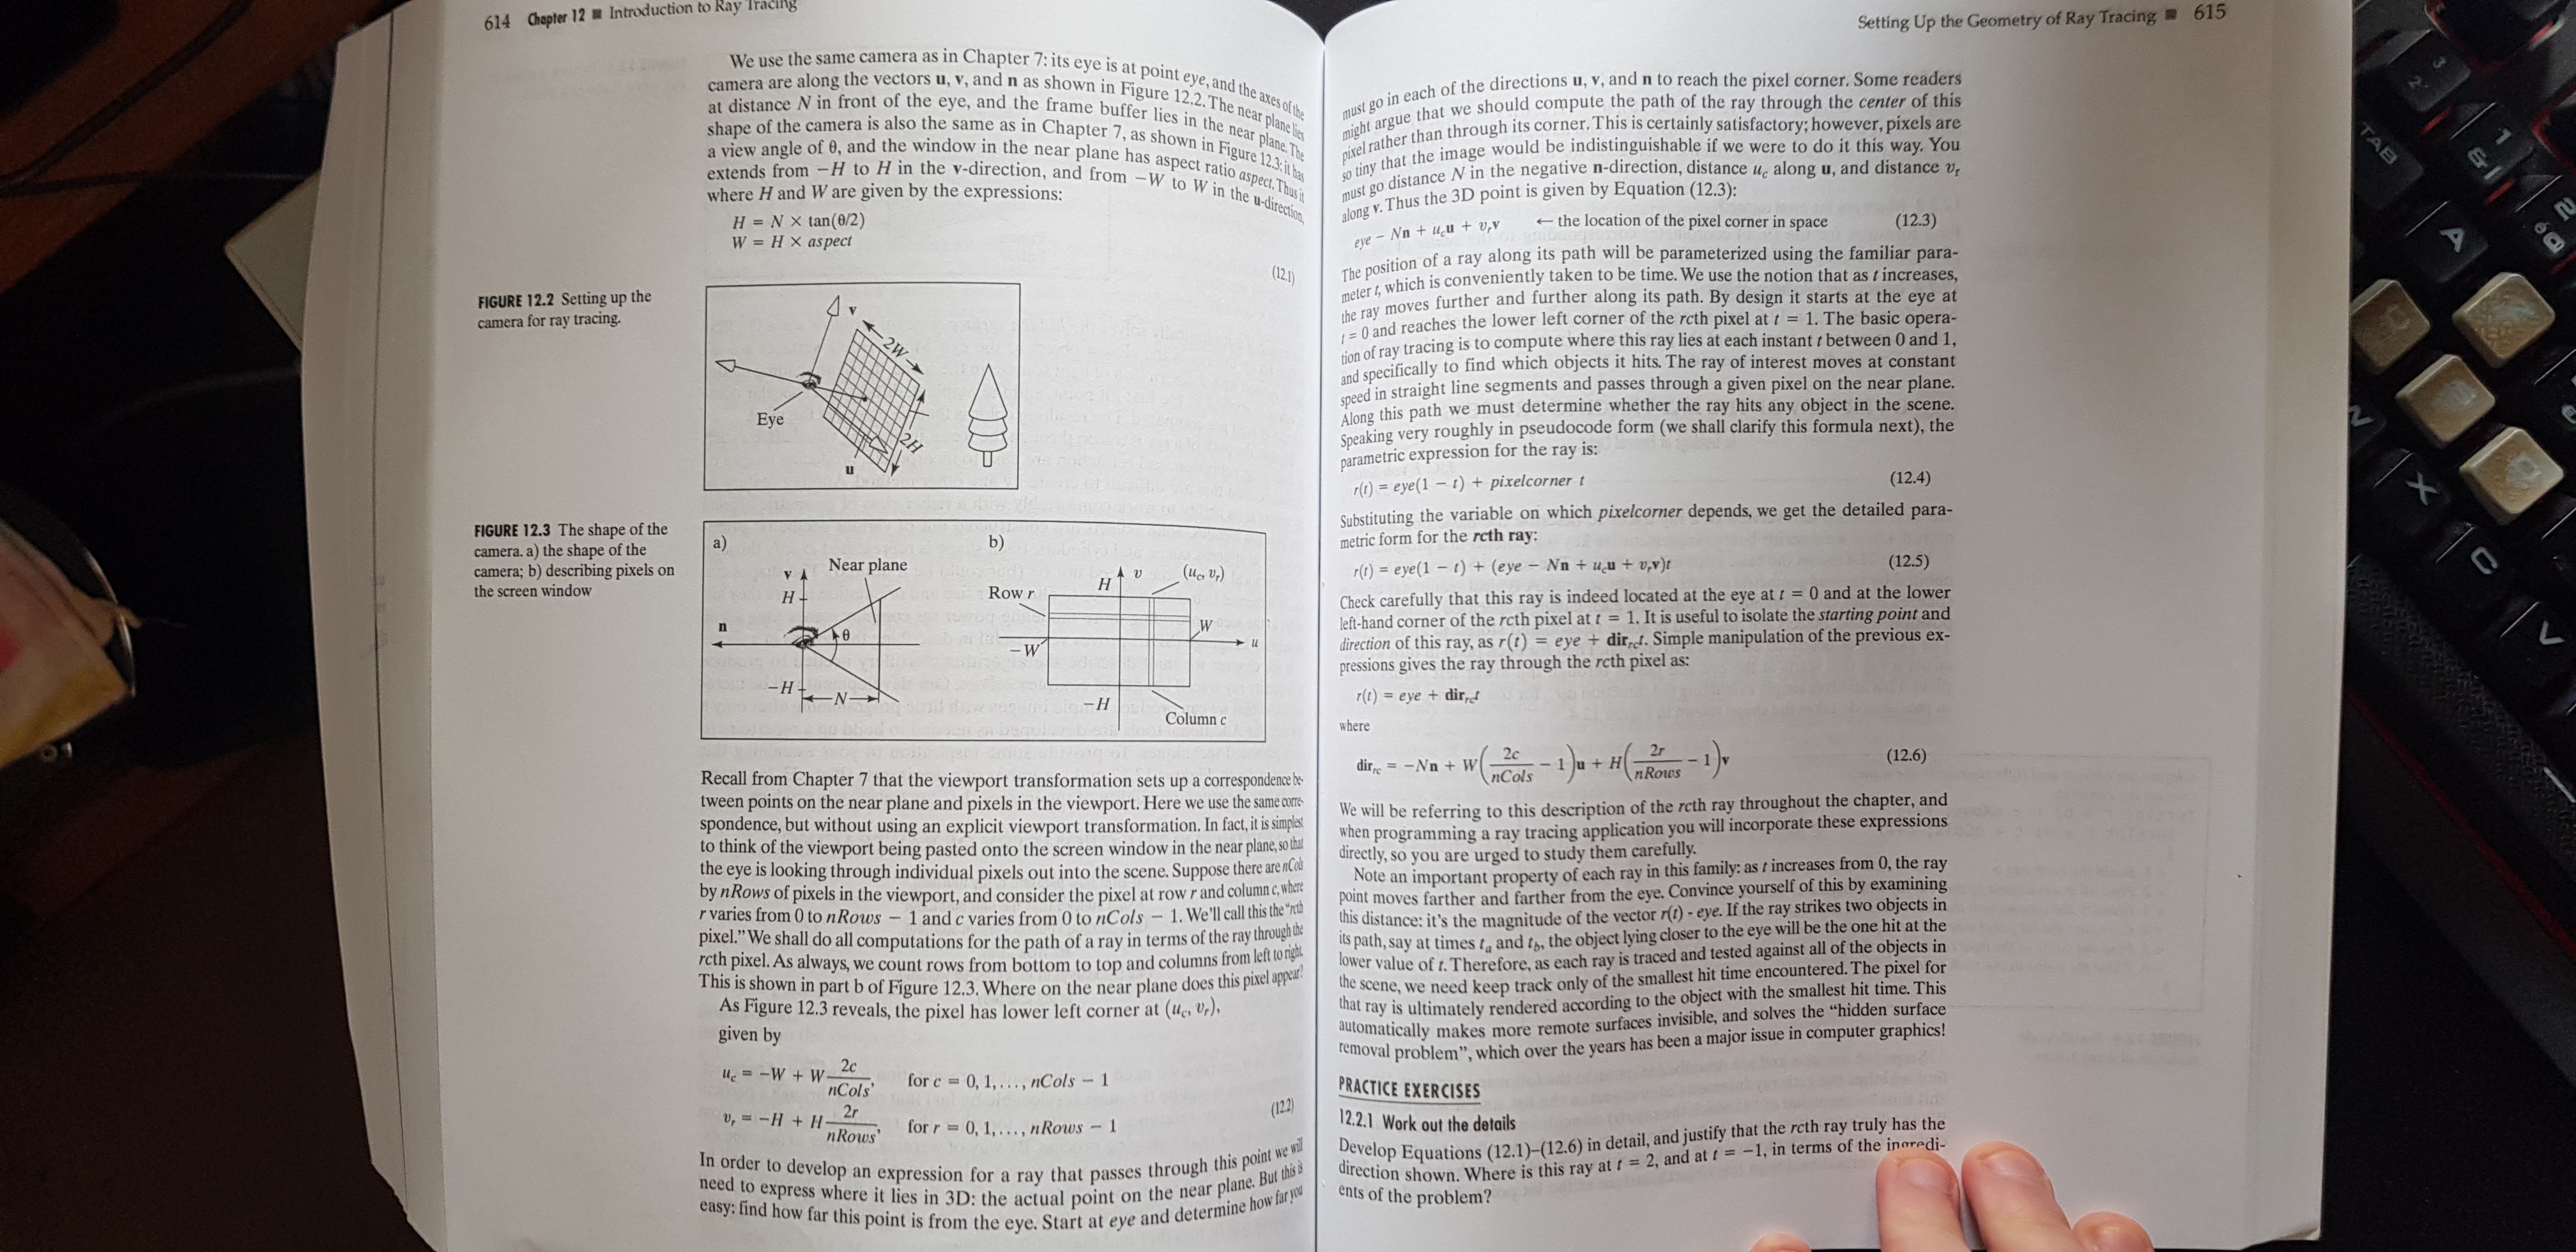 614 Chapter 12 ■ Introduction to Ray Tracing
We use the same camera as in Chapter 7: its eye is at point eye, and the axes of the
camera are along the vectors u, v, and n as shown in Figure 12.2. The near plane lies
at distance N in front of the eye, and the frame buffer lies in the near plane. The
shape of the camera is also the same as in Chapter 7, as shown in Figure 12.3: it has
a view angle of θ, and the window in the near plane has aspect ratio aspect. Thus it
extends from −H to H in the v-direction, and from −W to W in the u-direction,
where H and W are given by the expressions:
H = N × tan(θ/2)
W = H × aspect
(12.1)
FIGURE 12.2 Setting up the
camera for ray tracing.
v
2W
Eye
2H
u
FIGURE 12.3 The shape of the
camera. a) the shape of the
camera; b) describing pixels on
the screen window
a)
v
Near plane
H
n
θ
−H
N
b)
H
v
(u_c, v_r)
Row r
W
u
−W
−H
Column c
Recall from Chapter 7 that the viewport transformation sets up a correspondence be-
tween points on the near plane and pixels in the viewport. Here we use the same corre-
spondence, but without using an explicit viewport transformation. In fact, it is simplest
to think of the viewport being pasted onto the screen window in the near plane, so that
the eye is looking through individual pixels out into the scene. Suppose there are nCols
by nRows of pixels in the viewport, and consider the pixel at row r and column c, where
r varies from 0 to nRows − 1 and c varies from 0 to nCols − 1. We'll call this the "rcth
pixel." We shall do all computations for the path of a ray in terms of the ray through the
rcth pixel. As always, we count rows from bottom to top and columns from left to right.
This is shown in part b of Figure 12.3. Where on the near plane does this pixel appear?
As Figure 12.3 reveals, the pixel has lower left corner at (u_c, v_r),
given by
u_c = −W + W 2c/nCols, for c = 0, 1,..., nCols − 1
v_r = −H + H 2r/nRows, for r = 0, 1,..., nRows − 1
(12.2)
In order to develop an expression for a ray that passes through this point we will
need to express where it lies in 3D: the actual point on the near plane. But this is
easy: find how far this point is from the eye. Start at eye and determine how far you
Setting Up the Geometry of Ray Tracing ■ 615
must go in each of the directions u, v, and n to reach the pixel corner. Some readers
might argue that we should compute the path of the ray through the center of this
pixel rather than through its corner. This is certainly satisfactory; however, pixels are
so tiny that the image would be indistinguishable if we were to do it this way. You
must go distance N in the negative n-direction, distance u_c along u, and distance v_r
along v. Thus the 3D point is given by Equation (12.3):
eye − Nn + u_cu + v_rv ← the location of the pixel corner in space (12.3)
The position of a ray along its path will be parameterized using the familiar para-
meter t, which is conveniently taken to be time. We use the notion that as t increases,
the ray moves further and further along its path. By design it starts at the eye at
t = 0 and reaches the lower left corner of the rcth pixel at t = 1. The basic opera-
tion of ray tracing is to compute where this ray lies at each instant t between 0 and 1,
and specifically to find which objects it hits. The ray of interest moves at constant
speed in straight line segments and passes through a given pixel on the near plane.
Along this path we must determine whether the ray hits any object in the scene.
Speaking very roughly in pseudocode form (we shall clarify this formula next), the
parametric expression for the ray is:
r(t) = eye(1 − t) + pixelcorner t (12.4)
Substituting the variable on which pixelcorner depends, we get the detailed para-
metric form for the rcth ray:
r(t) = eye(1 − t) + (eye − Nn + u_cu + v_rv)t (12.5)
Check carefully that this ray is indeed located at the eye at t = 0 and at the lower
left-hand corner of the rcth pixel at t = 1. It is useful to isolate the starting point and
direction of this ray, as r(t) = eye + dir_rc t. Simple manipulation of the previous ex-
pressions gives the ray through the rcth pixel as:
r(t) = eye + dir_rc t
where
dir_rc = −Nn + W(2c/nCols − 1)u + H(2r/nRows − 1)v (12.6)
We will be referring to this description of the rcth ray throughout the chapter, and
when programming a ray tracing application you will incorporate these expressions
directly, so you are urged to study them carefully.
Note an important property of each ray in this family: as t increases from 0, the ray
point moves farther and farther from the eye. Convince yourself of this by examining
this distance: it's the magnitude of the vector r(t) - eye. If the ray strikes two objects in
its path, say at times t_a and t_b, the object lying closer to the eye will be the one hit at the
lower value of t. Therefore, as each ray is traced and tested against all of the objects in
the scene, we need keep track only of the smallest hit time encountered. The pixel for
that ray is ultimately rendered according to the object with the smallest hit time. This
automatically makes more remote surfaces invisible, and solves the "hidden surface
removal problem", which over the years has been a major issue in computer graphics!
PRACTICE EXERCISES
12.2.1 Work out the details
Develop Equations (12.1)–(12.6) in detail, and justify that the rcth ray truly has the
direction shown. Where is this ray at t = 2, and at t = −1, in terms of the ingredi-
ents of the problem?
TAB
A
Z
X
C
V